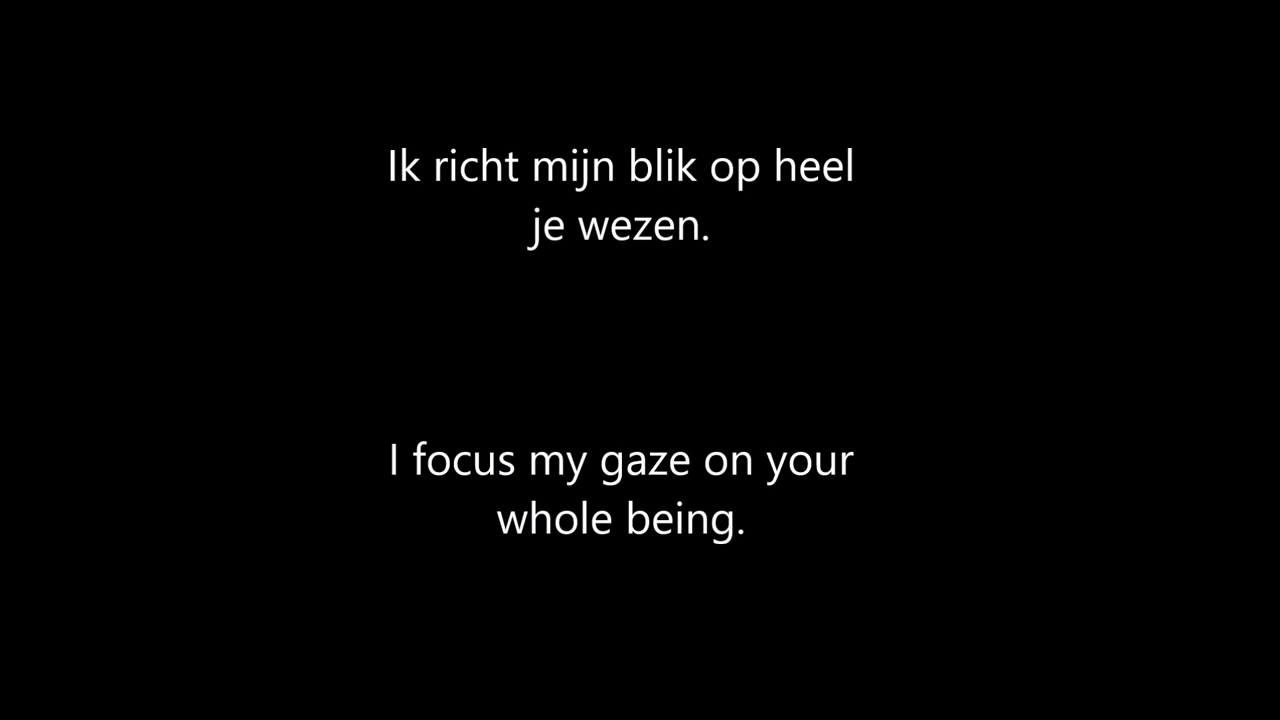 Ik richt mijn blik op heel
je wezen.
I focus my gaze on your
whole being.